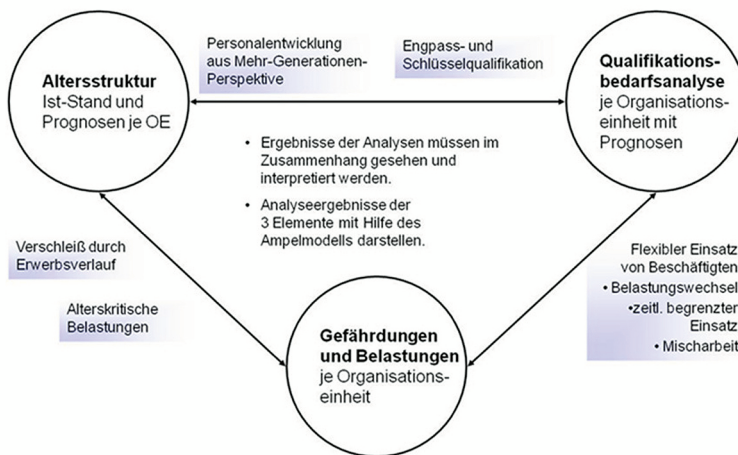 Altersstruktur
Ist-Stand und
Prognosen je OE
Personalentwicklung
aus Mehr-Generationen-
Perspektive
Engpass- und
Schlüsselqualifikation
Qualifikations-
bedarfsanalyse
je Organisations-
einheit mit
Prognosen
• Ergebnisse der Analysen müssen im
Zusammenhang gesehen und
interpretiert werden.
• Analyseergebnisse der
3 Elemente mit Hilfe des
Ampelmodells darstellen.
Verschleiß durch
Erwerbsverlauf
Alterskritische
Belastungen
Gefährdungen
und Belastungen
je Organisations-
einheit
Flexibler Einsatz
von Beschäftigten
• Belastungswechsel
•zeitl. begrenzter
Einsatz
• Mischarbeit